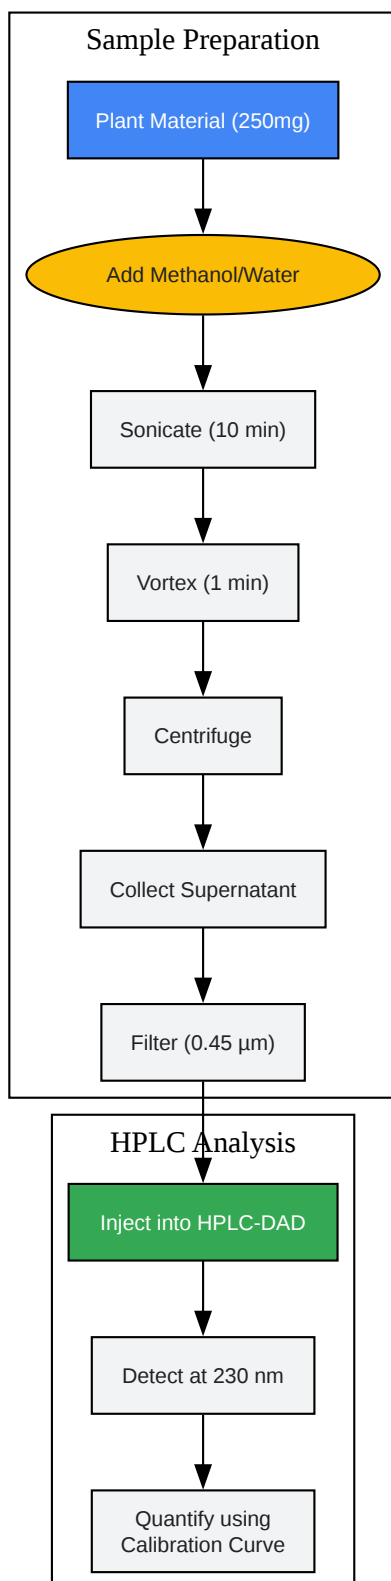 Sample Preparation
Plant Material (250mg)
Add Methanol/Water
Sonicate (10 min)
Vortex (1 min)
Centrifuge
Collect Supernatant
Filter (0.45 µm)
HPLC Analysis
Inject into HPLC-DAD
Detect at 230 nm
Quantify using
Calibration Curve